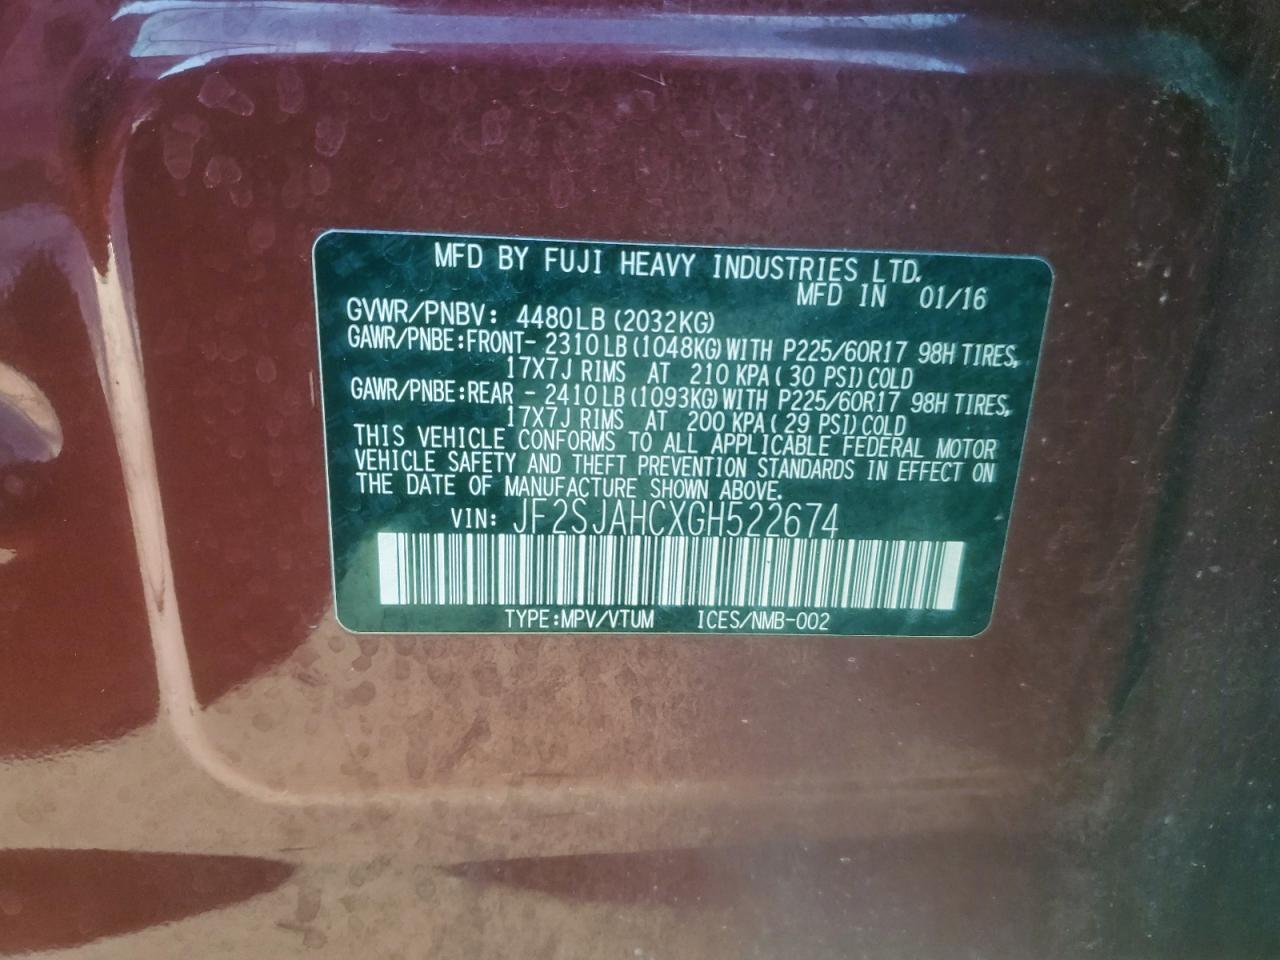 MFD BY FUJI HEAVY INDUSTRIES LTD.
MFD IN 01/16
GVWR/PNBV: 4480LB (2032KG)
GAWR/PNBE:FRONT- 2310LB (1048KG) WITH P225/60R17 98H TIRES,
17X7J RIMS AT 210 KPA ( 30 PSI) COLD
GAWR/PNBE:REAR - 2410LB (1093KG) WITH P225/60R17 98H TIRES,
17X7J RIMS AT 200 KPA ( 29 PSI) COLD
THIS VEHICLE CONFORMS TO ALL APPLICABLE FEDERAL MOTOR
VEHICLE SAFETY AND THEFT PREVENTION STANDARDS IN EFFECT ON
THE DATE OF MANUFACTURE SHOWN ABOVE.
VIN: JF2SJAHCXGH522674
TYPE:MPV/VTUM ICES/NMB-002